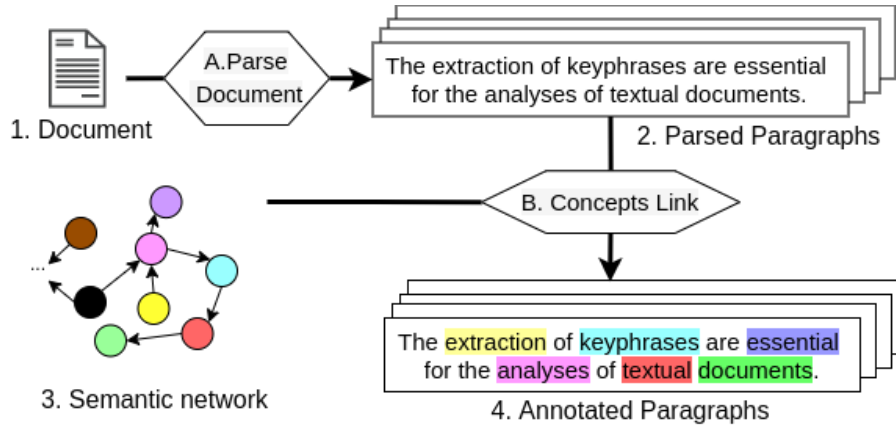 A.Parse
Document
1. Document
The extraction of keyphrases are essential
for the analyses of textual documents.
2. Parsed Paragraphs
B. Concepts Link
...
3. Semantic network
The extraction of keyphrases are essential
for the analyses of textual documents.
4. Annotated Paragraphs